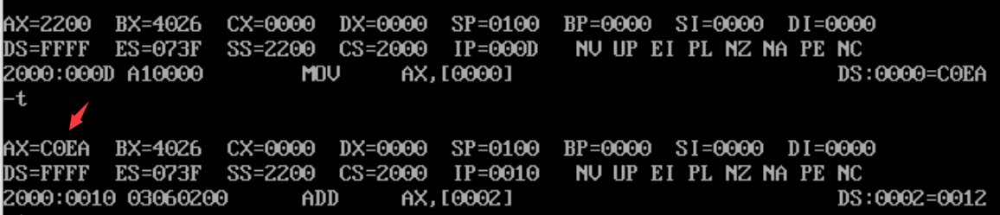 AX=2200 BX=4026 CX=0000 DX=0000 SP=0100 BP=0000 SI=0000 DI=0000
DS=FFFF ES=073F SS=2200 CS=2000 IP=000D NV UP EI PL NZ NA PE NC
2000:000D A10000 MOV AX,[0000] DS:0000=C0EA
-t
AX=C0EA BX=4026 CX=0000 DX=0000 SP=0100 BP=0000 SI=0000 DI=0000
DS=FFFF ES=073F SS=2200 CS=2000 IP=0010 NV UP EI PL NZ NA PE NC
2000:0010 03060200 ADD AX,[0002] DS:0002=0012